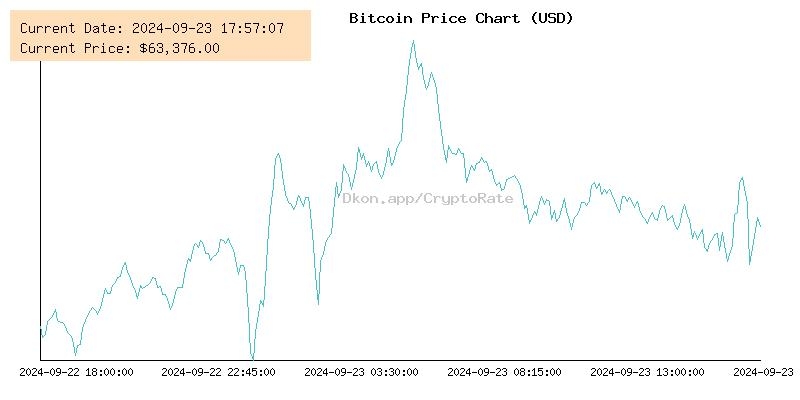 Bitcoin Price Chart (USD)
Current Date: 2024-09-23 17:57:07
Current Price: $63,376.00
Dkon.app/CryptoRate
2024-09-22 18:00:00 2024-09-22 22:45:00 2024-09-23 03:30:00 2024-09-23 08:15:00 2024-09-23 13:00:00 2024-09-23